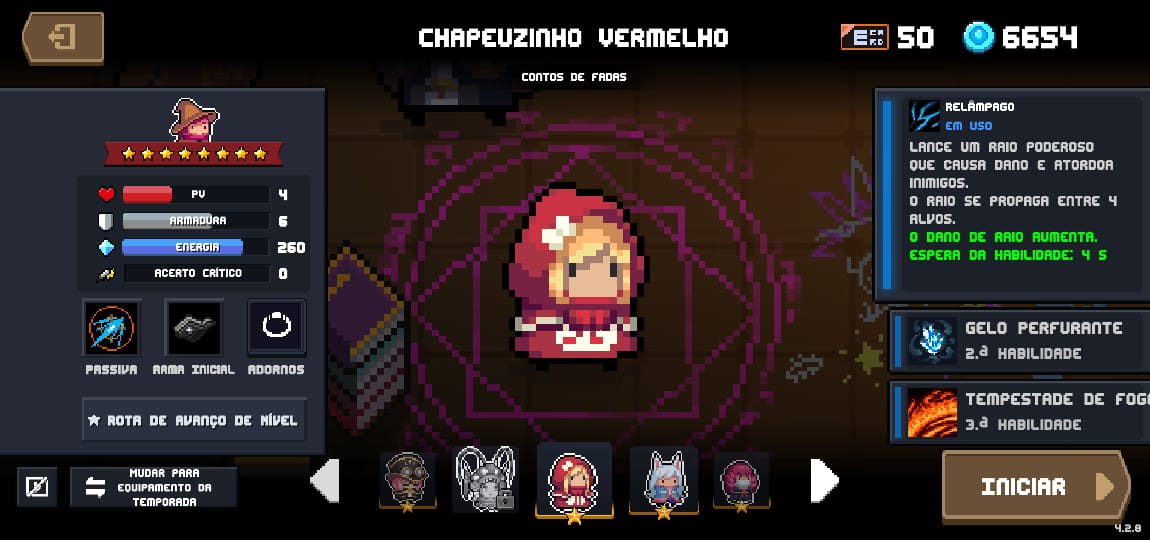 CHAPEUZINHO VERMELHO
CONTOS DE FADAS
50
6654
PV
4
ARMADURA
6
ENERGIA
260
ACERTO CRÍTICO
0
PASSIVA
ARMA INICIAL
ADORNOS
ROTA DE AVANÇO DE NÍVEL
MUDAR PARA
EQUIPAMENTO DA
TEMPORADA
RELÂMPAGO
EM USO
LANCE UM RAIO PODEROSO
QUE CAUSA DANO E ATORDOA
INIMIGOS.
O RAIO SE PROPAGA ENTRE 4
ALVOS.
O DANO DE RAIO AUMENTA.
ESPERA DA HABILIDADE: 4 S
GELO PERFURANTE
2.ª HABILIDADE
TEMPESTADE DE FOG
3.ª HABILIDADE
INICIAR
4.2.8